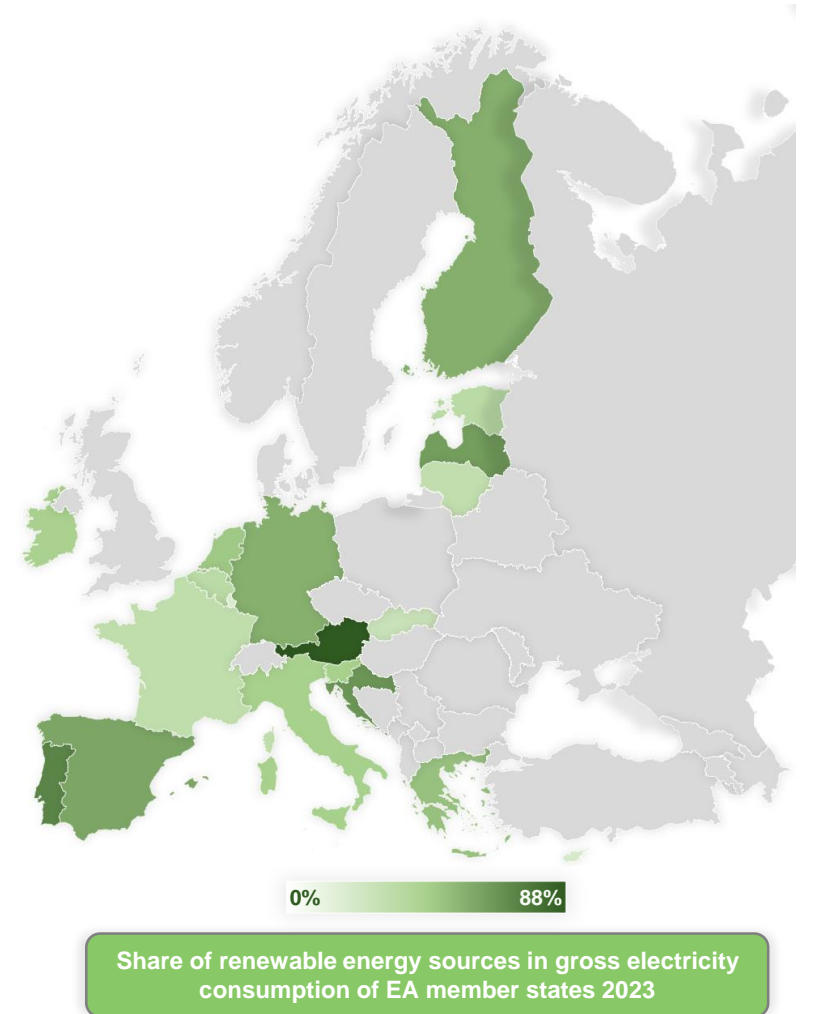 0% 88%
Share of renewable energy sources in gross electricity
consumption of EA member states 2023